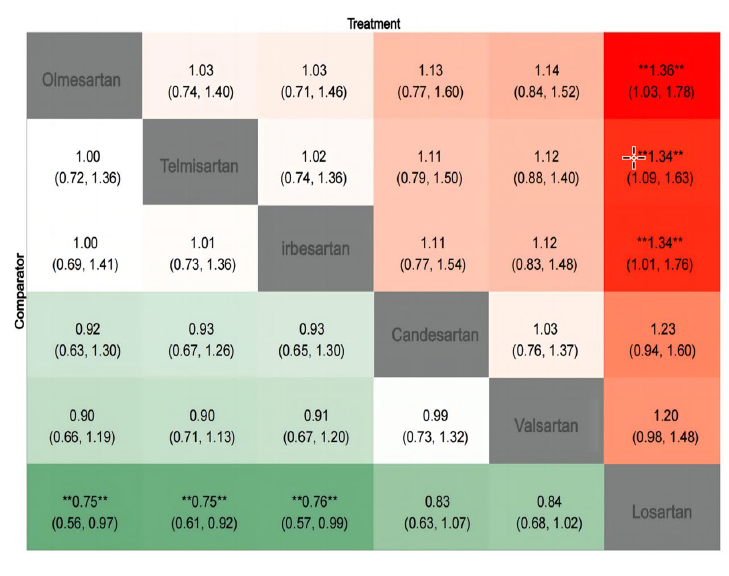 Treatment
Olmesartan 1.03 1.03 1.13 1.14 **1.36**
(0.74, 1.40) (0.71, 1.46) (0.77, 1.60) (0.84, 1.52) (1.03, 1.78)
1.00 Telmisartan 1.02 1.11 1.12 **1.34**
(0.72, 1.36) (0.74, 1.36) (0.79, 1.50) (0.88, 1.40) (1.09, 1.63)
1.00 1.01 irbesartan 1.11 1.12 **1.34**
(0.69, 1.41) (0.73, 1.36) (0.77, 1.54) (0.83, 1.48) (1.01, 1.76)
Comparator
0.92 0.93 0.93 Candesartan 1.03 1.23
(0.63, 1.30) (0.67, 1.26) (0.65, 1.30) (0.76, 1.37) (0.94, 1.60)
0.90 0.90 0.91 0.99 Valsartan 1.20
(0.66, 1.19) (0.71, 1.13) (0.67, 1.20) (0.73, 1.32) (0.98, 1.48)
**0.75** **0.75** **0.76** 0.83 0.84 Losartan
(0.56, 0.97) (0.61, 0.92) (0.57, 0.99) (0.63, 1.07) (0.68, 1.02)